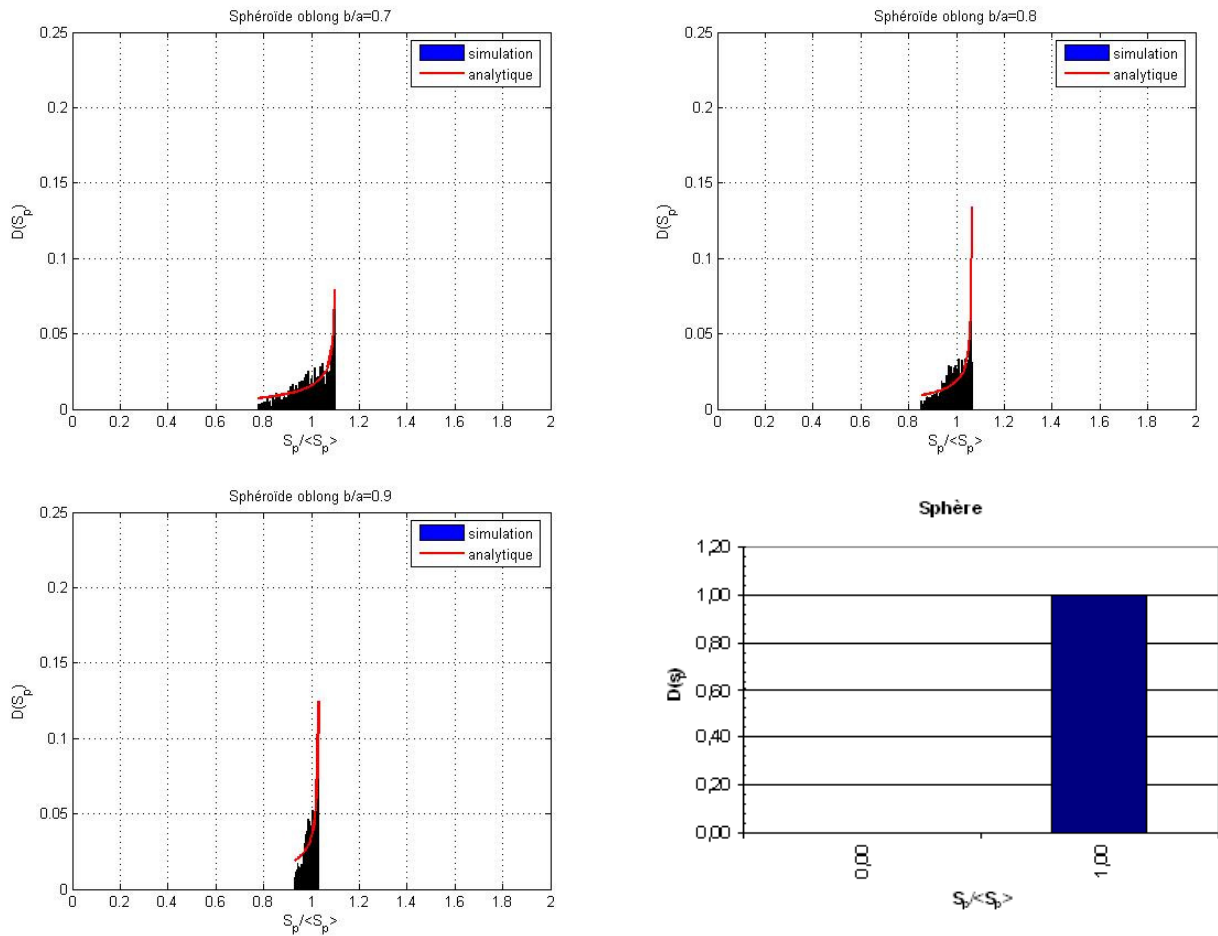 Sphéroïde oblong b/a=0.7
0.25
0.2
0.15
0.1
0.05
0
D(S_p)
simulation
analytique
0 0.2 0.4 0.6 0.8 1 1.2 1.4 1.6 1.8 2
S_p/<S_p>
Sphéroïde oblong b/a=0.8
0.25
0.2
0.15
0.1
0.05
0
D(S_p)
simulation
analytique
0 0.2 0.4 0.6 0.8 1 1.2 1.4 1.6 1.8 2
S_p/<S_p>
Sphéroïde oblong b/a=0.9
0.25
0.2
0.15
0.1
0.05
0
D(S_p)
simulation
analytique
0 0.2 0.4 0.6 0.8 1 1.2 1.4 1.6 1.8 2
S_p/<S_p>
Sphère
1,20
1,00
0,80
0,60
0,40
0,20
0,00
D(s_p)
0,00 1,00
S_p/<S_p>